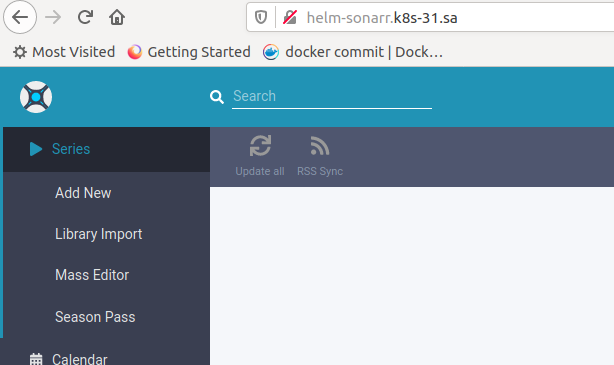 helm-sonarr.k8s-31.sa
Most Visited Getting Started docker commit | Dock…
Search
Series
Update all RSS Sync
Add New
Library Import
Mass Editor
Season Pass
Calendar